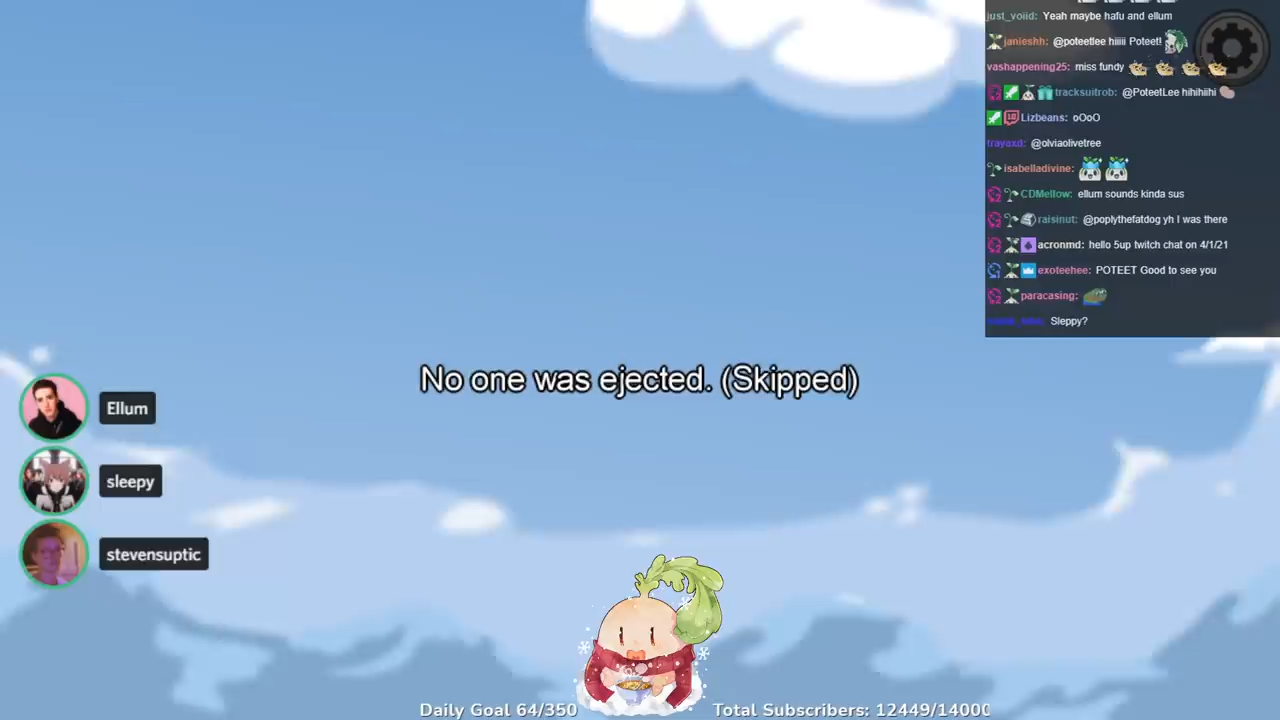 just_voiid: Yeah maybe hafu and ellum
janieshh: @poteetlee hiiii Poteet!
vashappening25: miss fundy
tracksuitrob: @PoteetLee hihihiihi
Lizbeans: oOoO
trayaxd: @olviaolivetree
isabelladivine:
CDMellow: ellum sounds kinda sus
raisinut: @poplythefatdog yh I was there
acronmd: hello 5up twitch chat on 4/1/21
exoteehee: POTEET Good to see you
paracasing:
Sleppy?
No one was ejected. (Skipped)
Ellum
sleepy
stevensuptic
Daily Goal 64/350
Total Subscribers: 12449/14000